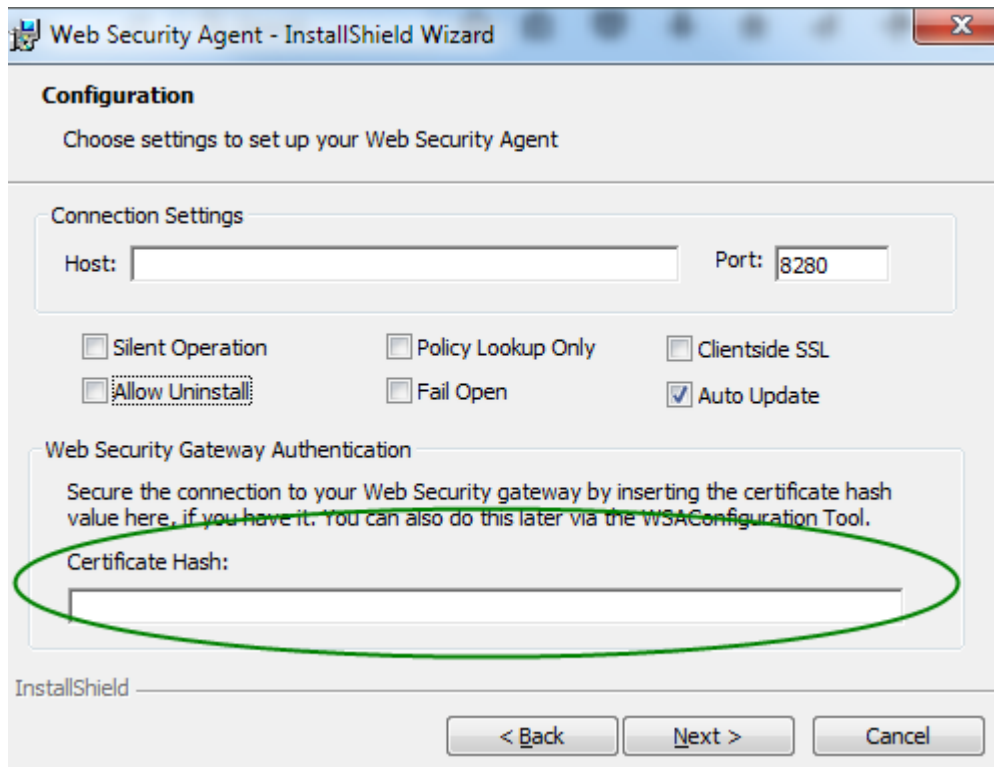 Web Security Agent - InstallShield Wizard
Configuration
Choose settings to set up your Web Security Agent
Connection Settings
Host: Port: 8280
Silent Operation Policy Lookup Only Clientside SSL
Allow Uninstall Fail Open Auto Update
Web Security Gateway Authentication
Secure the connection to your Web Security gateway by inserting the certificate hash
value here, if you have it. You can also do this later via the WSAConfiguration Tool.
Certificate Hash:
InstallShield
< Back Next > Cancel